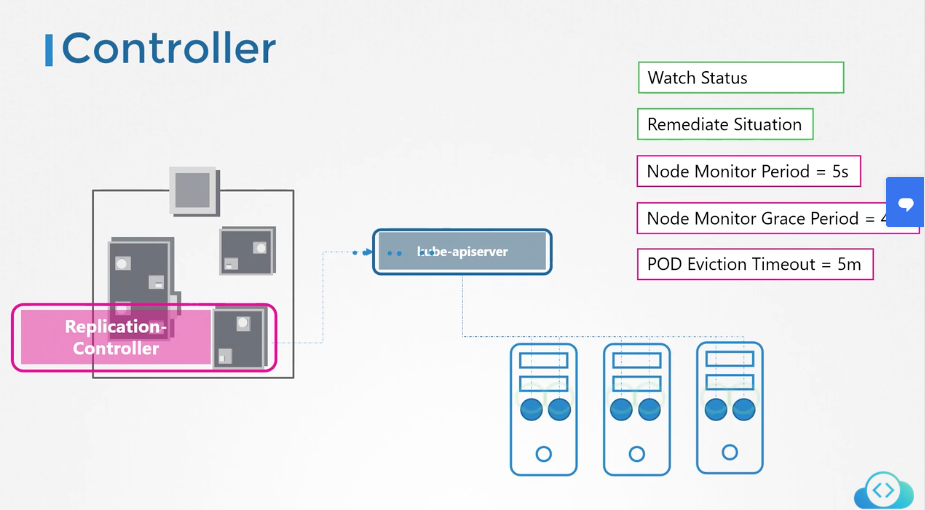 Controller
Watch Status
Remediate Situation
Node Monitor Period = 5s
Node Monitor Grace Period = 4
POD Eviction Timeout = 5m
kube-apiserver
Replication-
Controller